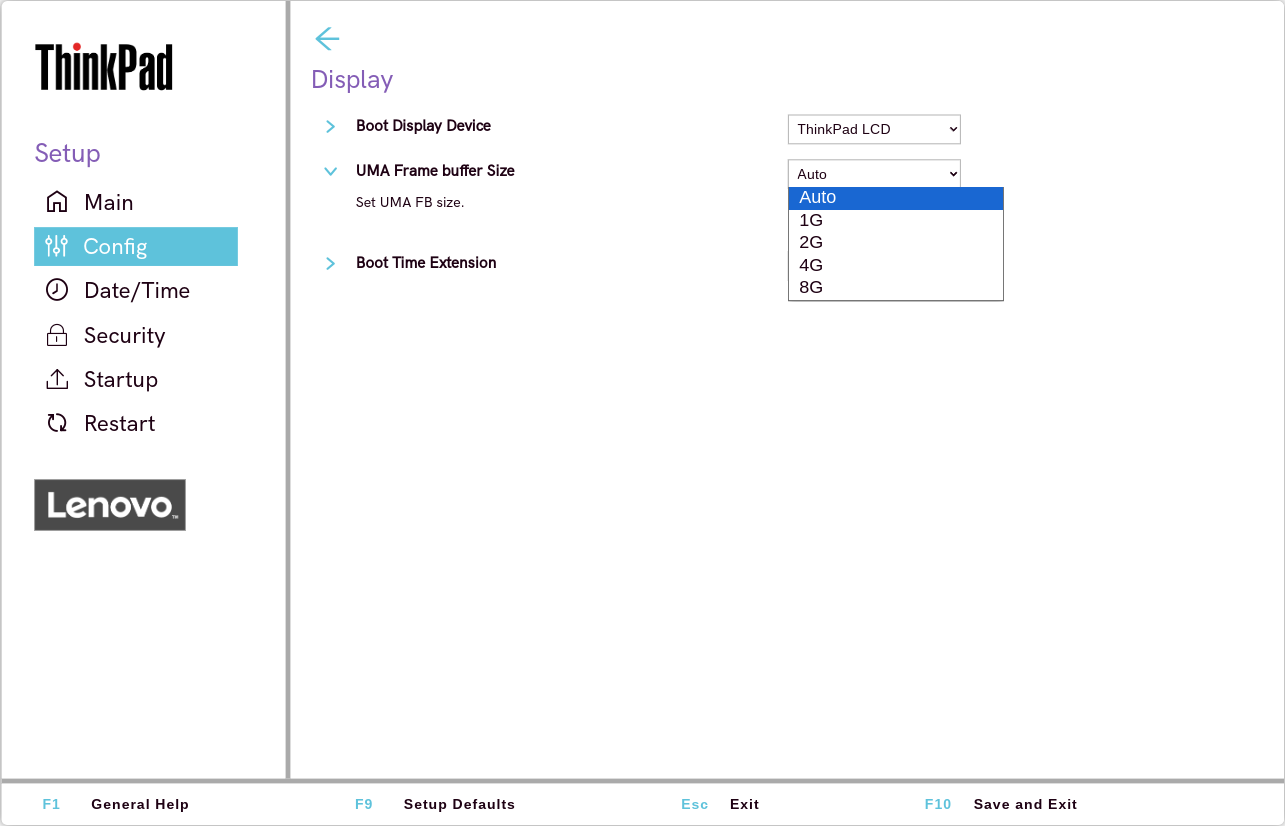 ThinkPad
Setup
Main
Config
Date/Time
Security
Startup
Restart
Lenovo™
Display
Boot Display Device
ThinkPad LCD
UMA Frame buffer Size
Auto
Set UMA FB size.
Auto
1G
2G
4G
8G
Boot Time Extension
F1 General Help F9 Setup Defaults Esc Exit F10 Save and Exit